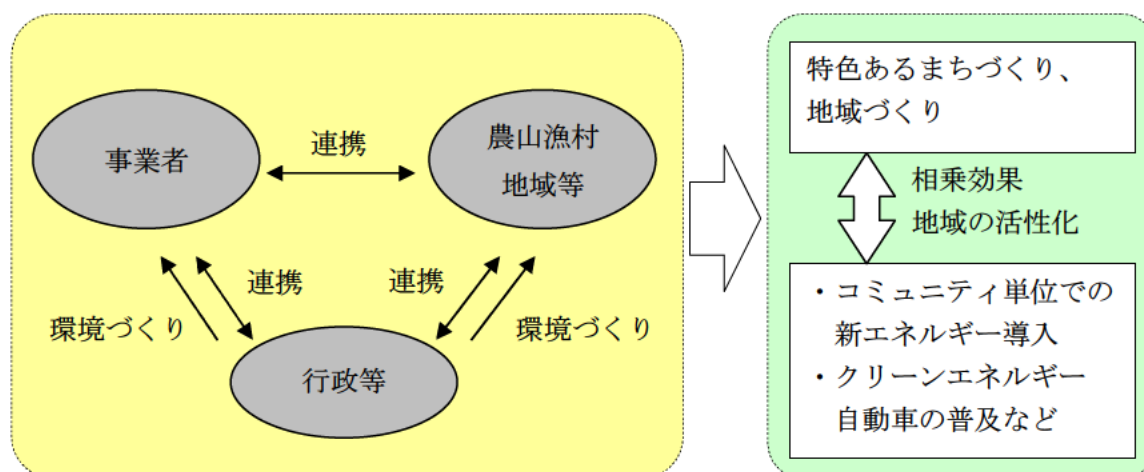 事業者
連携
農山漁村
地域等
連携
連携
環境づくり
環境づくり
行政等
特色あるまちづくり、
地域づくり
相乗効果
地域の活性化
・コミュニティ単位での
新エネルギー導入
・クリーンエネルギー
自動車の普及など